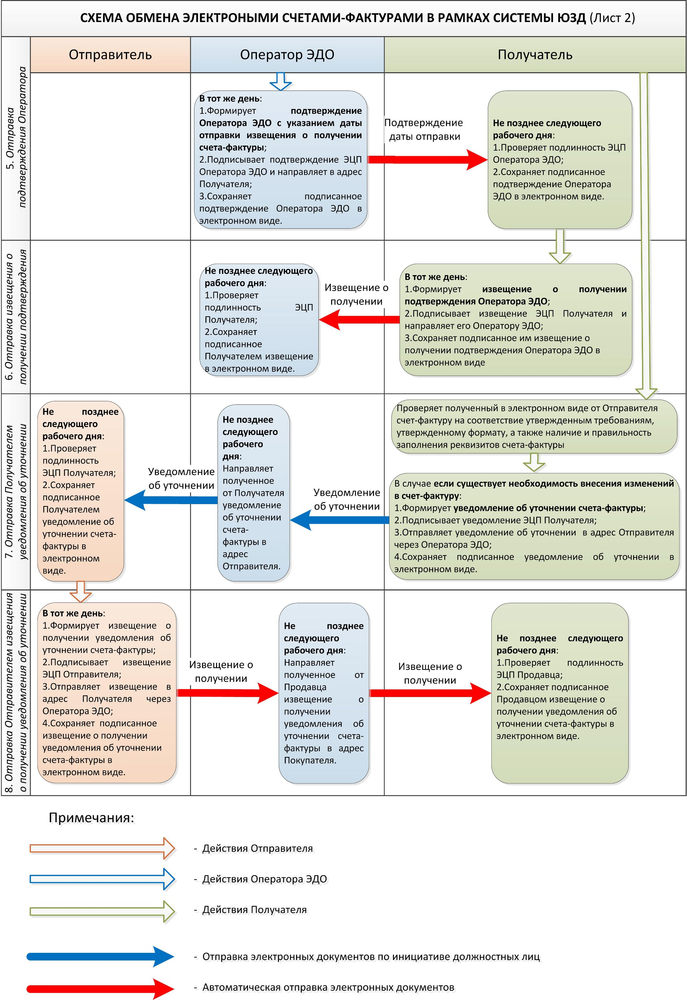 СХЕМА ОБМЕНА ЭЛЕКТРОНЫМИ СЧЕТАМИ-ФАКТУРАМИ В РАМКАХ СИСТЕМЫ ЮЗД (Лист 2)
Отправитель
Оператор ЭДО
Получатель
5. Отправка
подтверждения Оператора
В тот же день:
1.Формирует подтверждение
Оператора ЭДО с указанием даты
отправки извещения о получении
счета-фактуры;
2.Подписывает подтверждение ЭЦП
Оператора ЭДО и направляет в адрес
Получателя;
3.Сохраняет подписанное
подтверждение Оператора ЭДО в
электронном виде.
Подтверждение
даты отправки
Не позднее следующего
рабочего дня:
1.Проверяет подлинность ЭЦП
Оператора ЭДО;
2.Сохраняет подписанное
подтверждение Оператора
ЭДО в электронном виде.
6. Отправка извещения о
получении подтверждения
Не позднее следующего
рабочего дня:
1.Проверяет
подлинность ЭЦП
Получателя;
2.Сохраняет
подписанное
Получателем извещение
в электронном виде.
Извещение о
получении
В тот же день:
1.Формирует извещение о получении
подтверждения Оператора ЭДО;
2.Подписывает извещение ЭЦП Получателя и
направляет его Оператору ЭДО;
3.Сохраняет подписанное им извещение о
получении подтверждения Оператора ЭДО в
электронном виде
7. Отправка Получателем
уведомления об уточнении
Не позднее
следующего
рабочего дня:
1.Проверяет
подлинность
ЭЦП Получателя;
2.Сохраняет
подписанное
Получателем
уведомление об
уточнении счета-
фактуры в
электронном
виде.
Уведомление
об уточнении
Не позднее
следующего
рабочего
дня:
Направляет
полученное
от Получателя
уведомление
об уточнении
счета-
фактуры в
адрес
Отправителя.
Уведомление
об уточнении
Проверяет полученный в электронном виде от Отправителя
счет-фактуру на соответствие утвержденным требованиям,
утвержденному формату, а также наличие и правильность
заполнения реквизитов счета-фактуры
В случае если существует необходимость внесения изменений
в счет-фактуру:
1.Формирует уведомление об уточнении счета-фактуры;
2.Подписывает уведомление ЭЦП Получателя;
3.Отправляет уведомление об уточнении в адрес Отправителя
через Оператора ЭДО;
4.Сохраняет подписанное уведомление об уточнении в
электронном виде.
8. Отправка Отправителем извещения
о получении уведомления об уточнении
В тот же день:
1.Формирует извещение о
получении уведомления об
уточнении счета-фактуры;
2.Подписывает извещение
ЭЦП Отправителя;
3.Отправляет извещение в
адрес Получателя через
Оператора ЭДО;
4.Сохраняет подписанное
извещение о получении
уведомления об уточнении
счета-фактуры в
электронном виде.
Извещение о
получении
Не позднее
следующего
рабочего дня:
Направляет
полученное от
Продавца
извещение о
получении
уведомления об
уточнении счета-
фактуры в адрес
Покупателя.
Извещение о
получении
Не позднее следующего
рабочего дня:
1.Проверяет подлинность
ЭЦП Продавца;
2.Сохраняет подписанное
Продавцом извещение о
получении уведомления об
уточнении счета-фактуры в
электронном виде.
Примечания:
- Действия Отправителя
- Действия Оператора ЭДО
- Действия Получателя
- Отправка электронных документов по инициативе должностных лиц
- Автоматическая отправка электронных документов